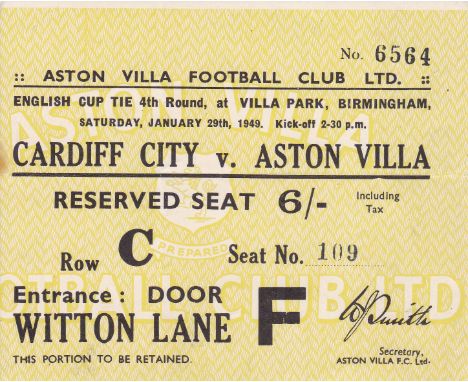 No. 6564
:: ASTON VILLA FOOTBALL CLUB LTD. ::
ENGLISH CUP TIE 4th Round, at VILLA PARK, BIRMINGHAM,
SATURDAY, JANUARY 29th, 1949. Kick-off 2-30 p.m.
CARDIFF CITY v. ASTON VILLA
RESERVED SEAT 6/- Including Tax
PREPARED
Row C Seat No. 109
Entrance: DOOR F
WITTON LANE
Secretary,
THIS PORTION TO BE RETAINED. ASTON VILLA F.C. Ltd.